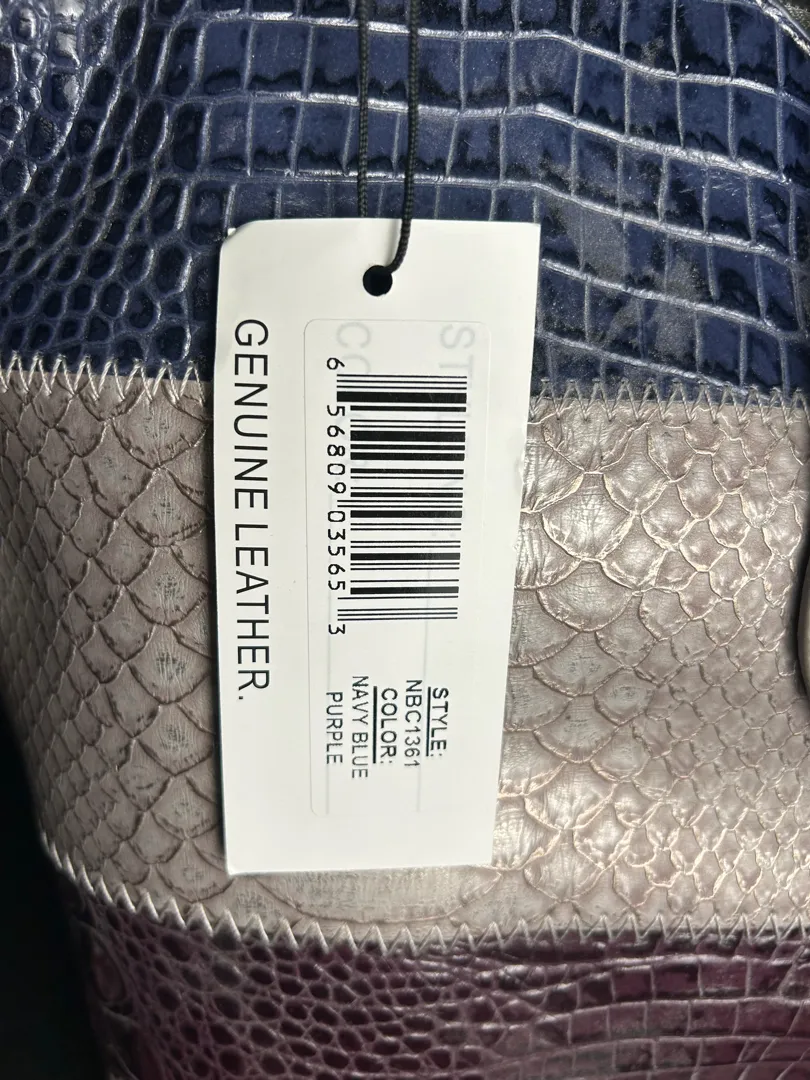 GENUINE LEATHER.
6 56809 03565 3
STYLE:
NBC1361
COLOR:
NAVY BLUE
PURPLE